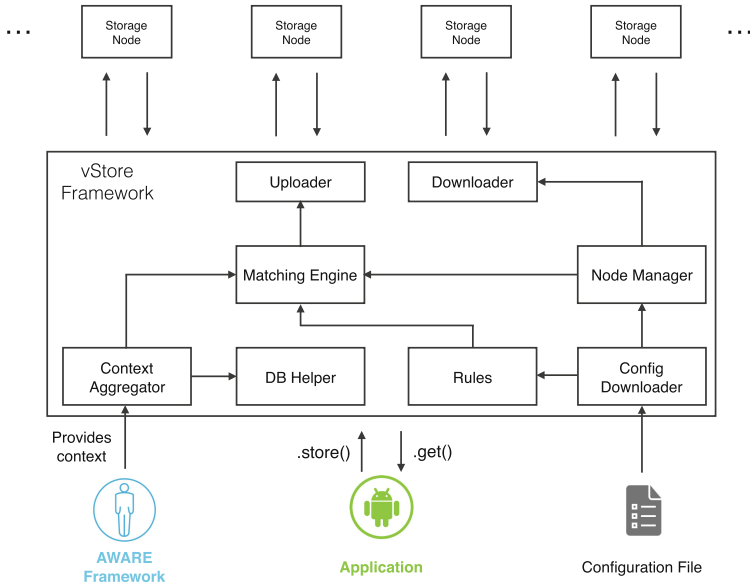 ...
Storage
Node
Storage
Node
Storage
Node
Storage
Node
...
vStore
Framework
Uploader
Downloader
Matching Engine
Node Manager
Context
Aggregator
DB Helper
Rules
Config
Downloader
Provides
context
.store()
.get()
AWARE
Framework
Application
Configuration File